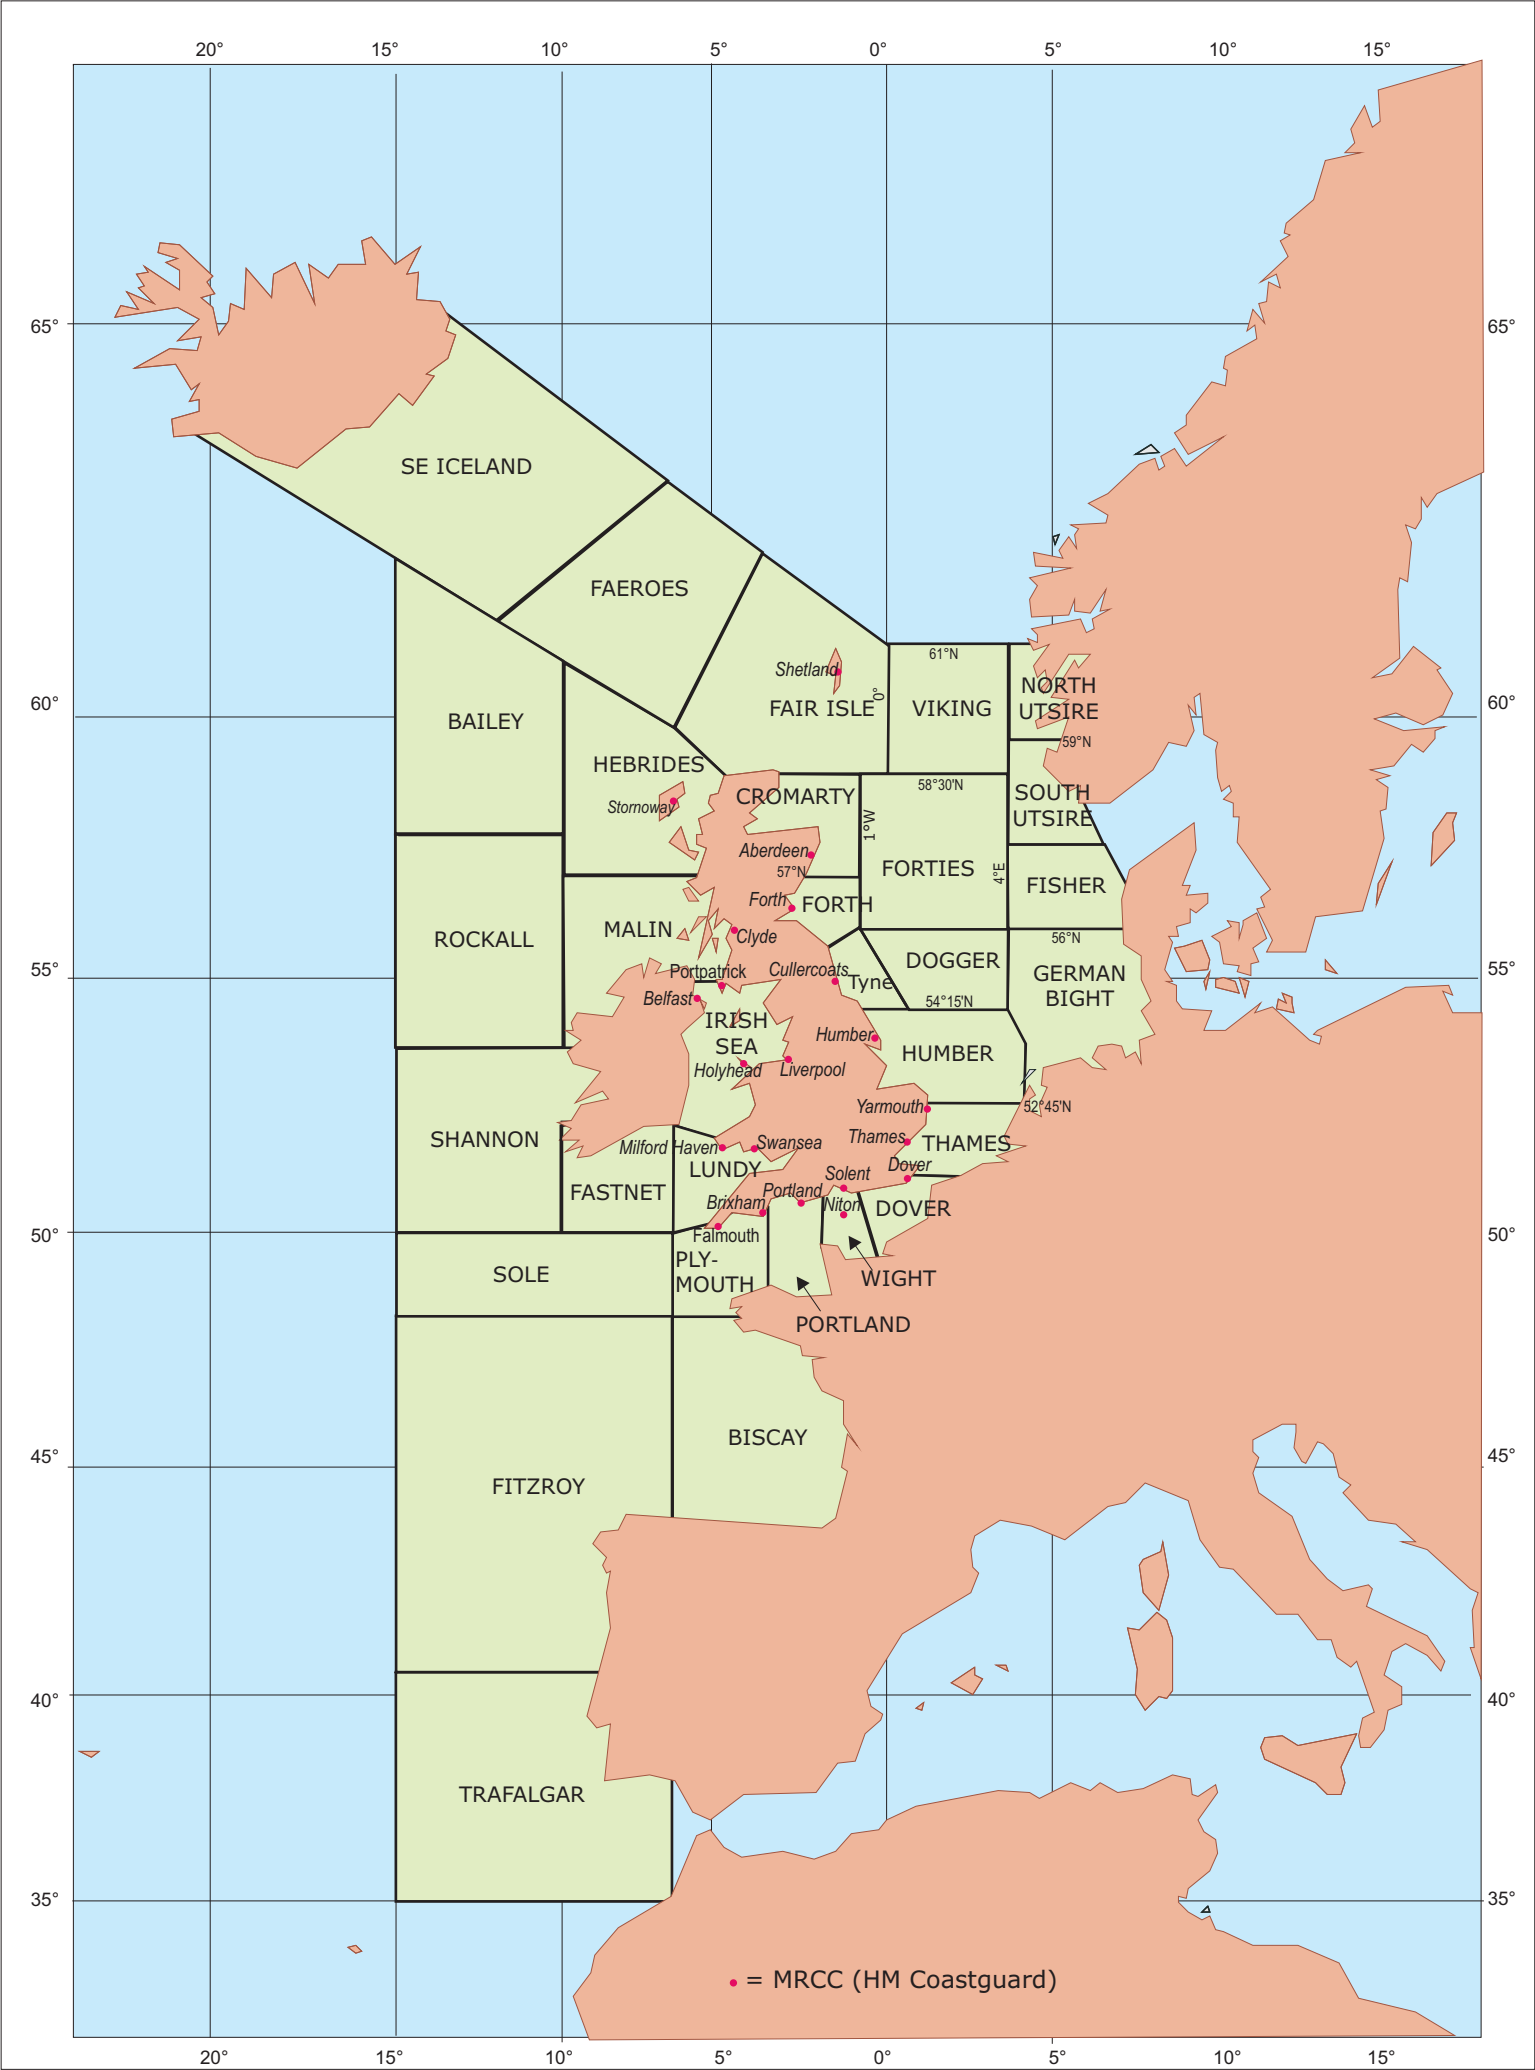 20° 15° 10° 5° 0° 5° 10° 15°
65° 65°
SE ICELAND
FAEROES
61°N
Shetland
NORTH
0°
60° 60°
FAIR ISLE VIKING UTSIRE
BAILEY
59°N
HEBRIDES
58°30'N
CROMARTY SOUTH
Stornoway
UTSIRE
1°W
Aberdeen
57°N FORTIES 4°E
FISHER
Forth FORTH
MALIN
Clyde
ROCKALL 56°N
DOGGER
Portpatrick Cullercoats
55° GERMAN 55°
Tyne
BIGHT
Belfast
54°15'N
IRISH
Humber
SEA HUMBER
Holyhead Liverpool
Yarmouth 52°45'N
SHANNON Thames THAMES
Milford Haven Swansea
LUNDY Dover
Solent
FASTNET
Portland
Brixham Niton DOVER
50° Falmouth 50°
PLY-
SOLE WIGHT
MOUTH
PORTLAND
BISCAY
45° 45°
FITZROY
40° 40°
TRAFALGAR
35° 35°
= MRCC (HM Coastguard)
20° 15° 10° 5° 0° 5° 10° 15°